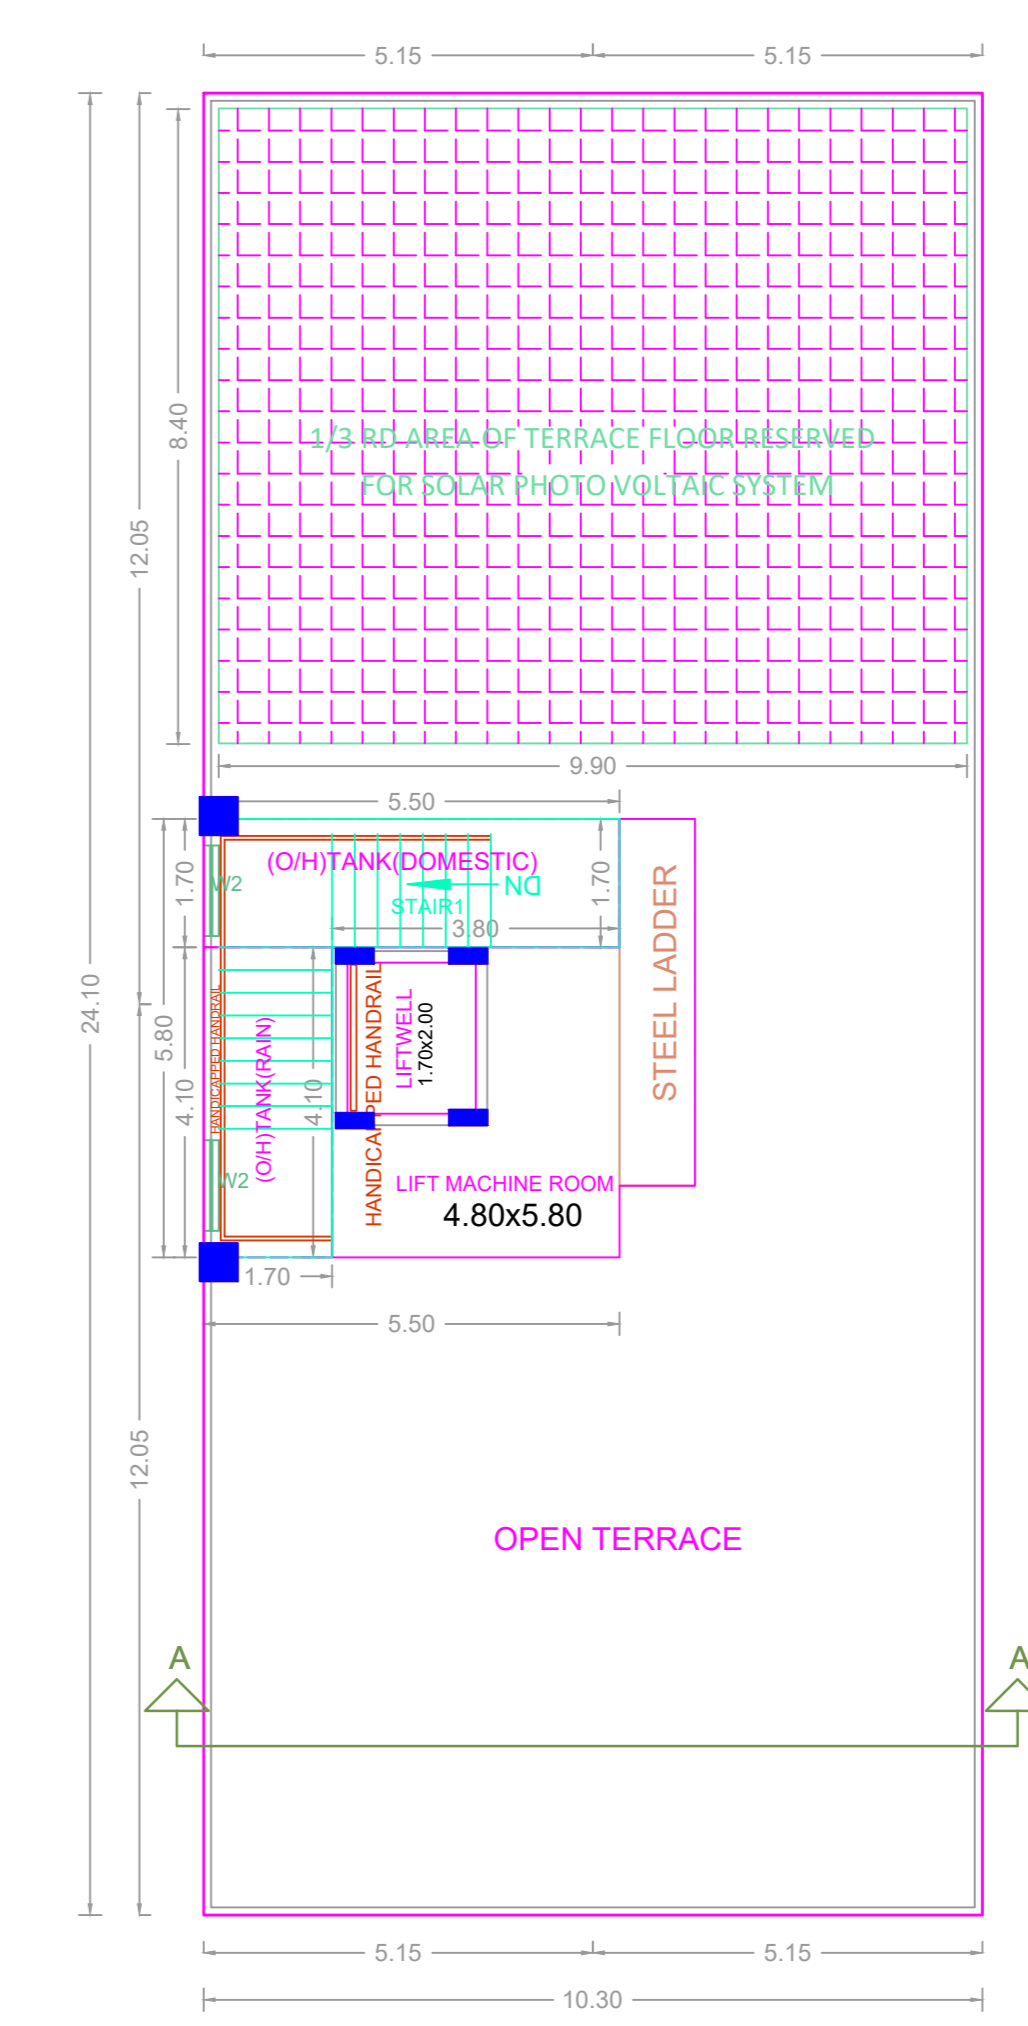 5.15
5.15
8.40
1/3 RD AREA OF TERRACE FLOOR RESERVED
FOR SOLAR PHOTO VOLTAIC SYSTEM
12.05
9.90
5.50
(O/H)TANK(DOMESTIC)
1.70
W2
DN
1.70
STAIR1
3.80
STEEL LADDER
24.10
5.80
HANDICAPPED HANDRAIL
(O/H)TANK(RAIN)
4.10
4.10
HANDICAPPED HANDRAIL
LIFTWELL
1.70x2.00
W2
LIFT MACHINE ROOM
4.80x5.80
1.70
5.50
12.05
OPEN TERRACE
A
A
5.15
5.15
10.30